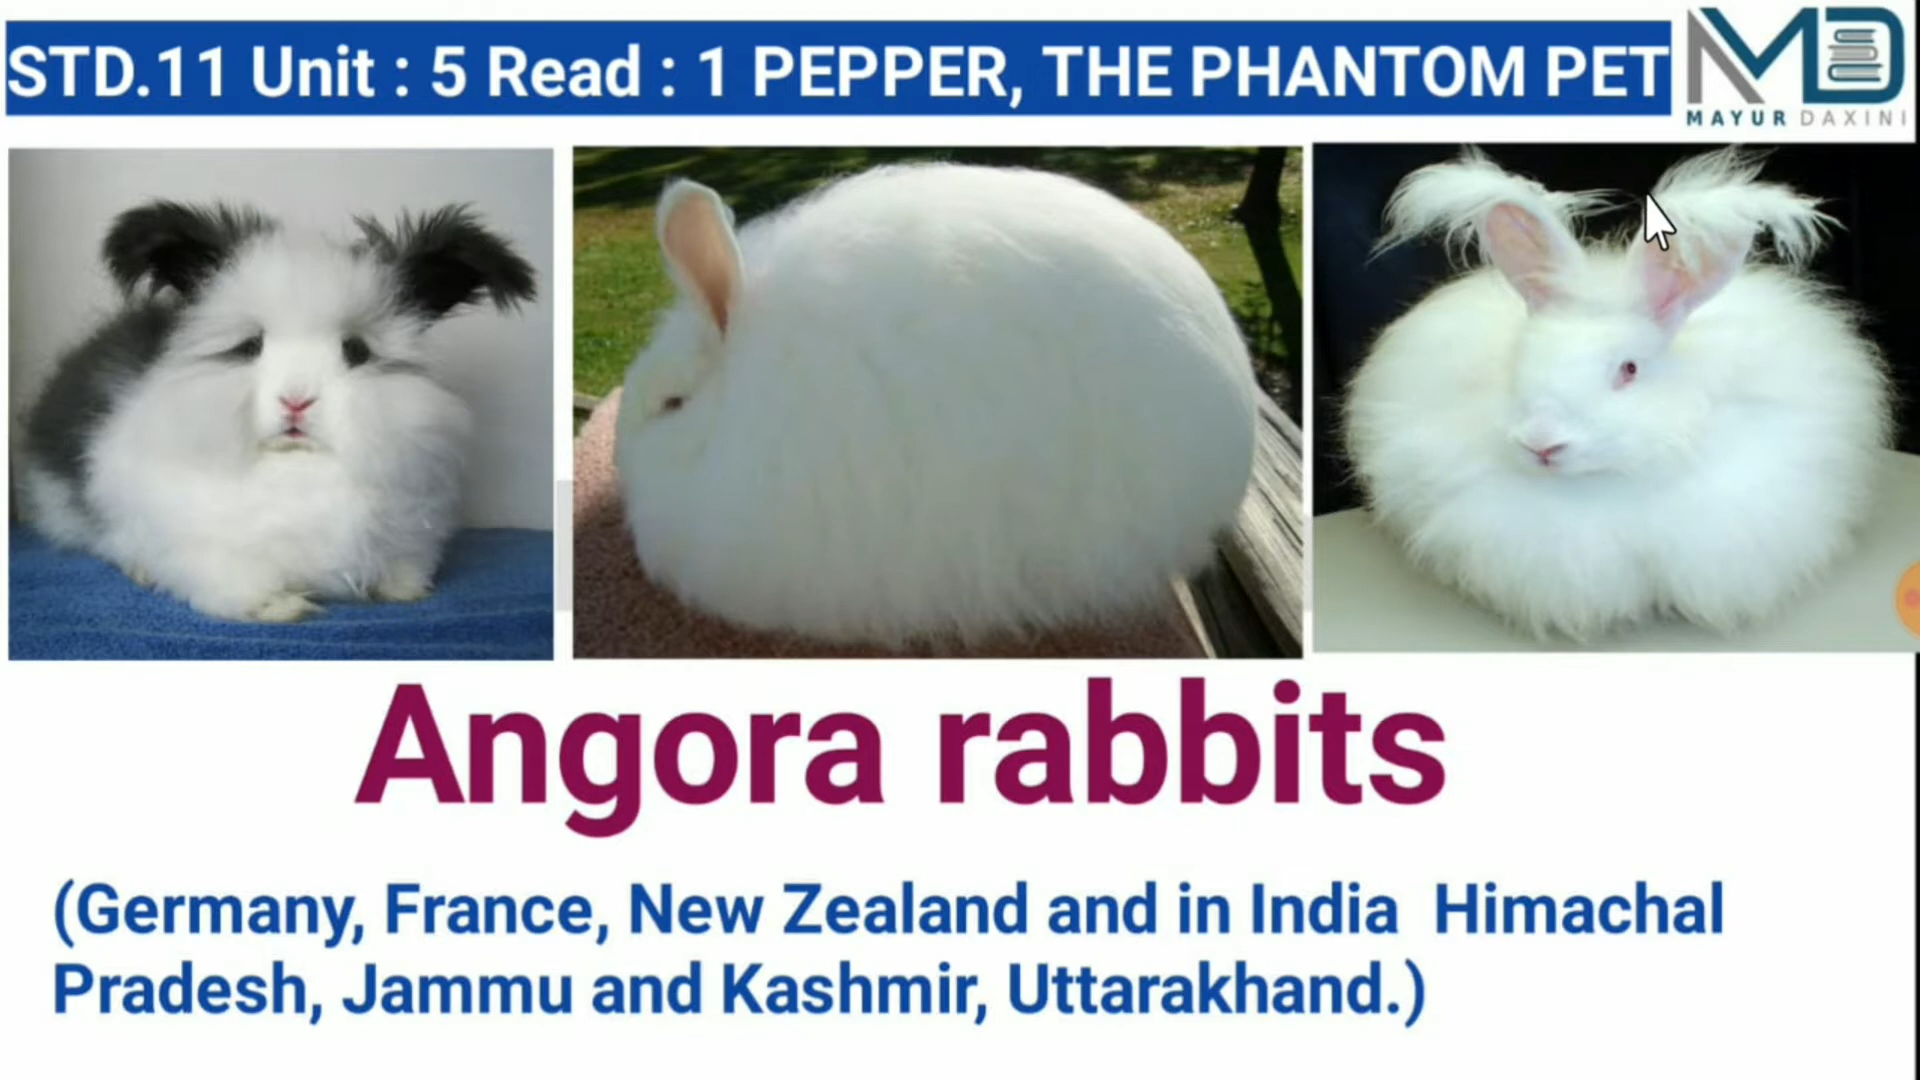 STD.11 Unit : 5 Read : 1 PEPPER, THE PHANTOM PET
MAYUR DAXINI
Angora rabbits
(Germany, France, New Zealand and in India Himachal
Pradesh, Jammu and Kashmir, Uttarakhand.)